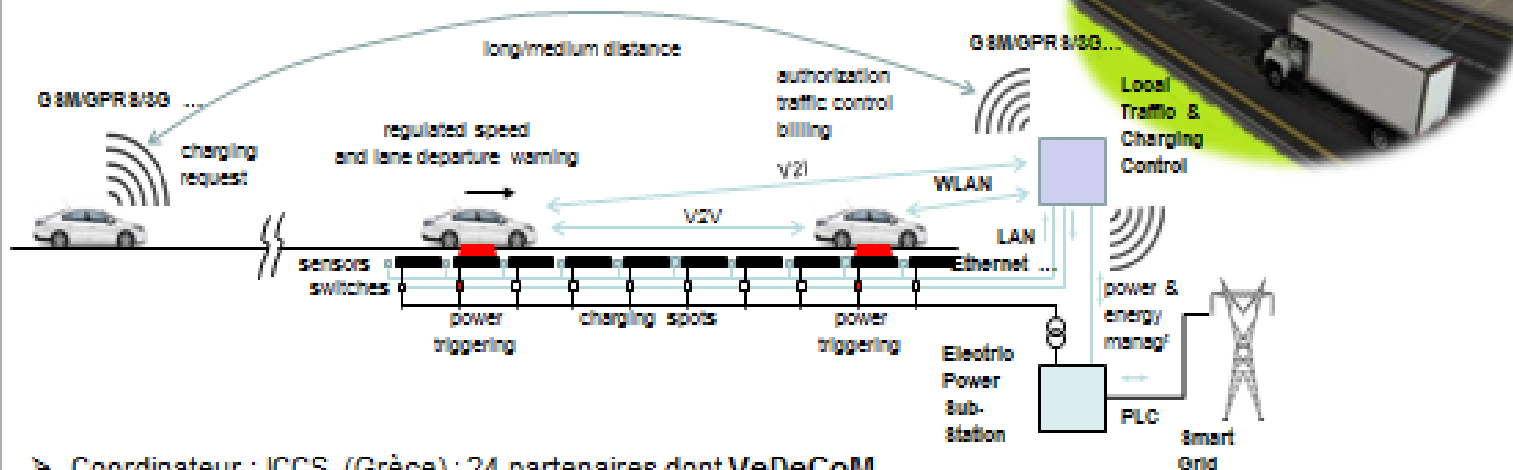 long/medium distance
GSM/GPRS/3G...
authorization
traffic control
billing
Local
Traffic &
Charging
Control
GSM/GPRS/3G ...
charging
request
regulated speed
and lane departure warning
V2I
WLAN
V2V
LAN
Ethernet ...
sensors
switches
power
triggering
charging spots
power
triggering
power &
energy
managt
Electric
Power
Sub-
Station
PLC
Smart
Grid
➢ Coordinateur : ICCS (Grèce) ; 24 partenaires dont VeDeCoM